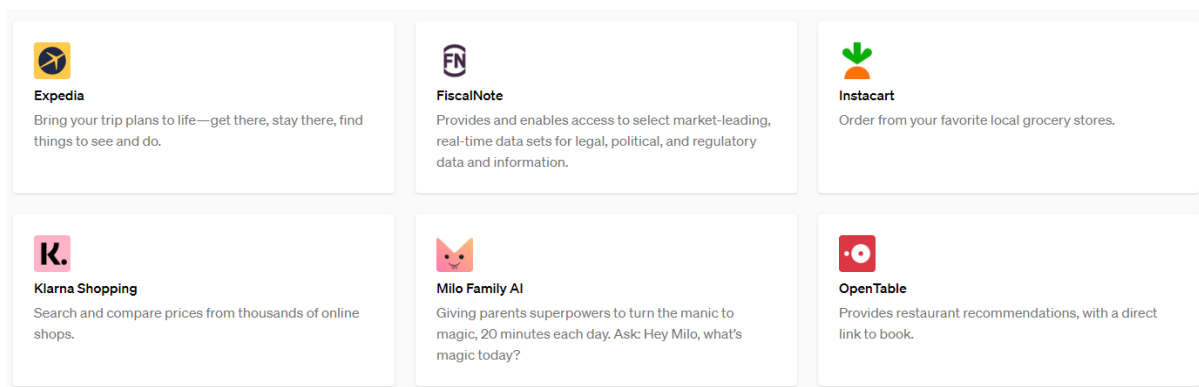 Expedia
Bring your trip plans to life—get there, stay there, find
things to see and do.
FN
FiscalNote
Provides and enables access to select market-leading,
real-time data sets for legal, political, and regulatory
data and information.
Instacart
Order from your favorite local grocery stores.
K.
Klarna Shopping
Search and compare prices from thousands of online
shops.
Milo Family AI
Giving parents superpowers to turn the manic to
magic, 20 minutes each day. Ask: Hey Milo, what's
magic today?
OpenTable
Provides restaurant recommendations, with a direct
link to book.